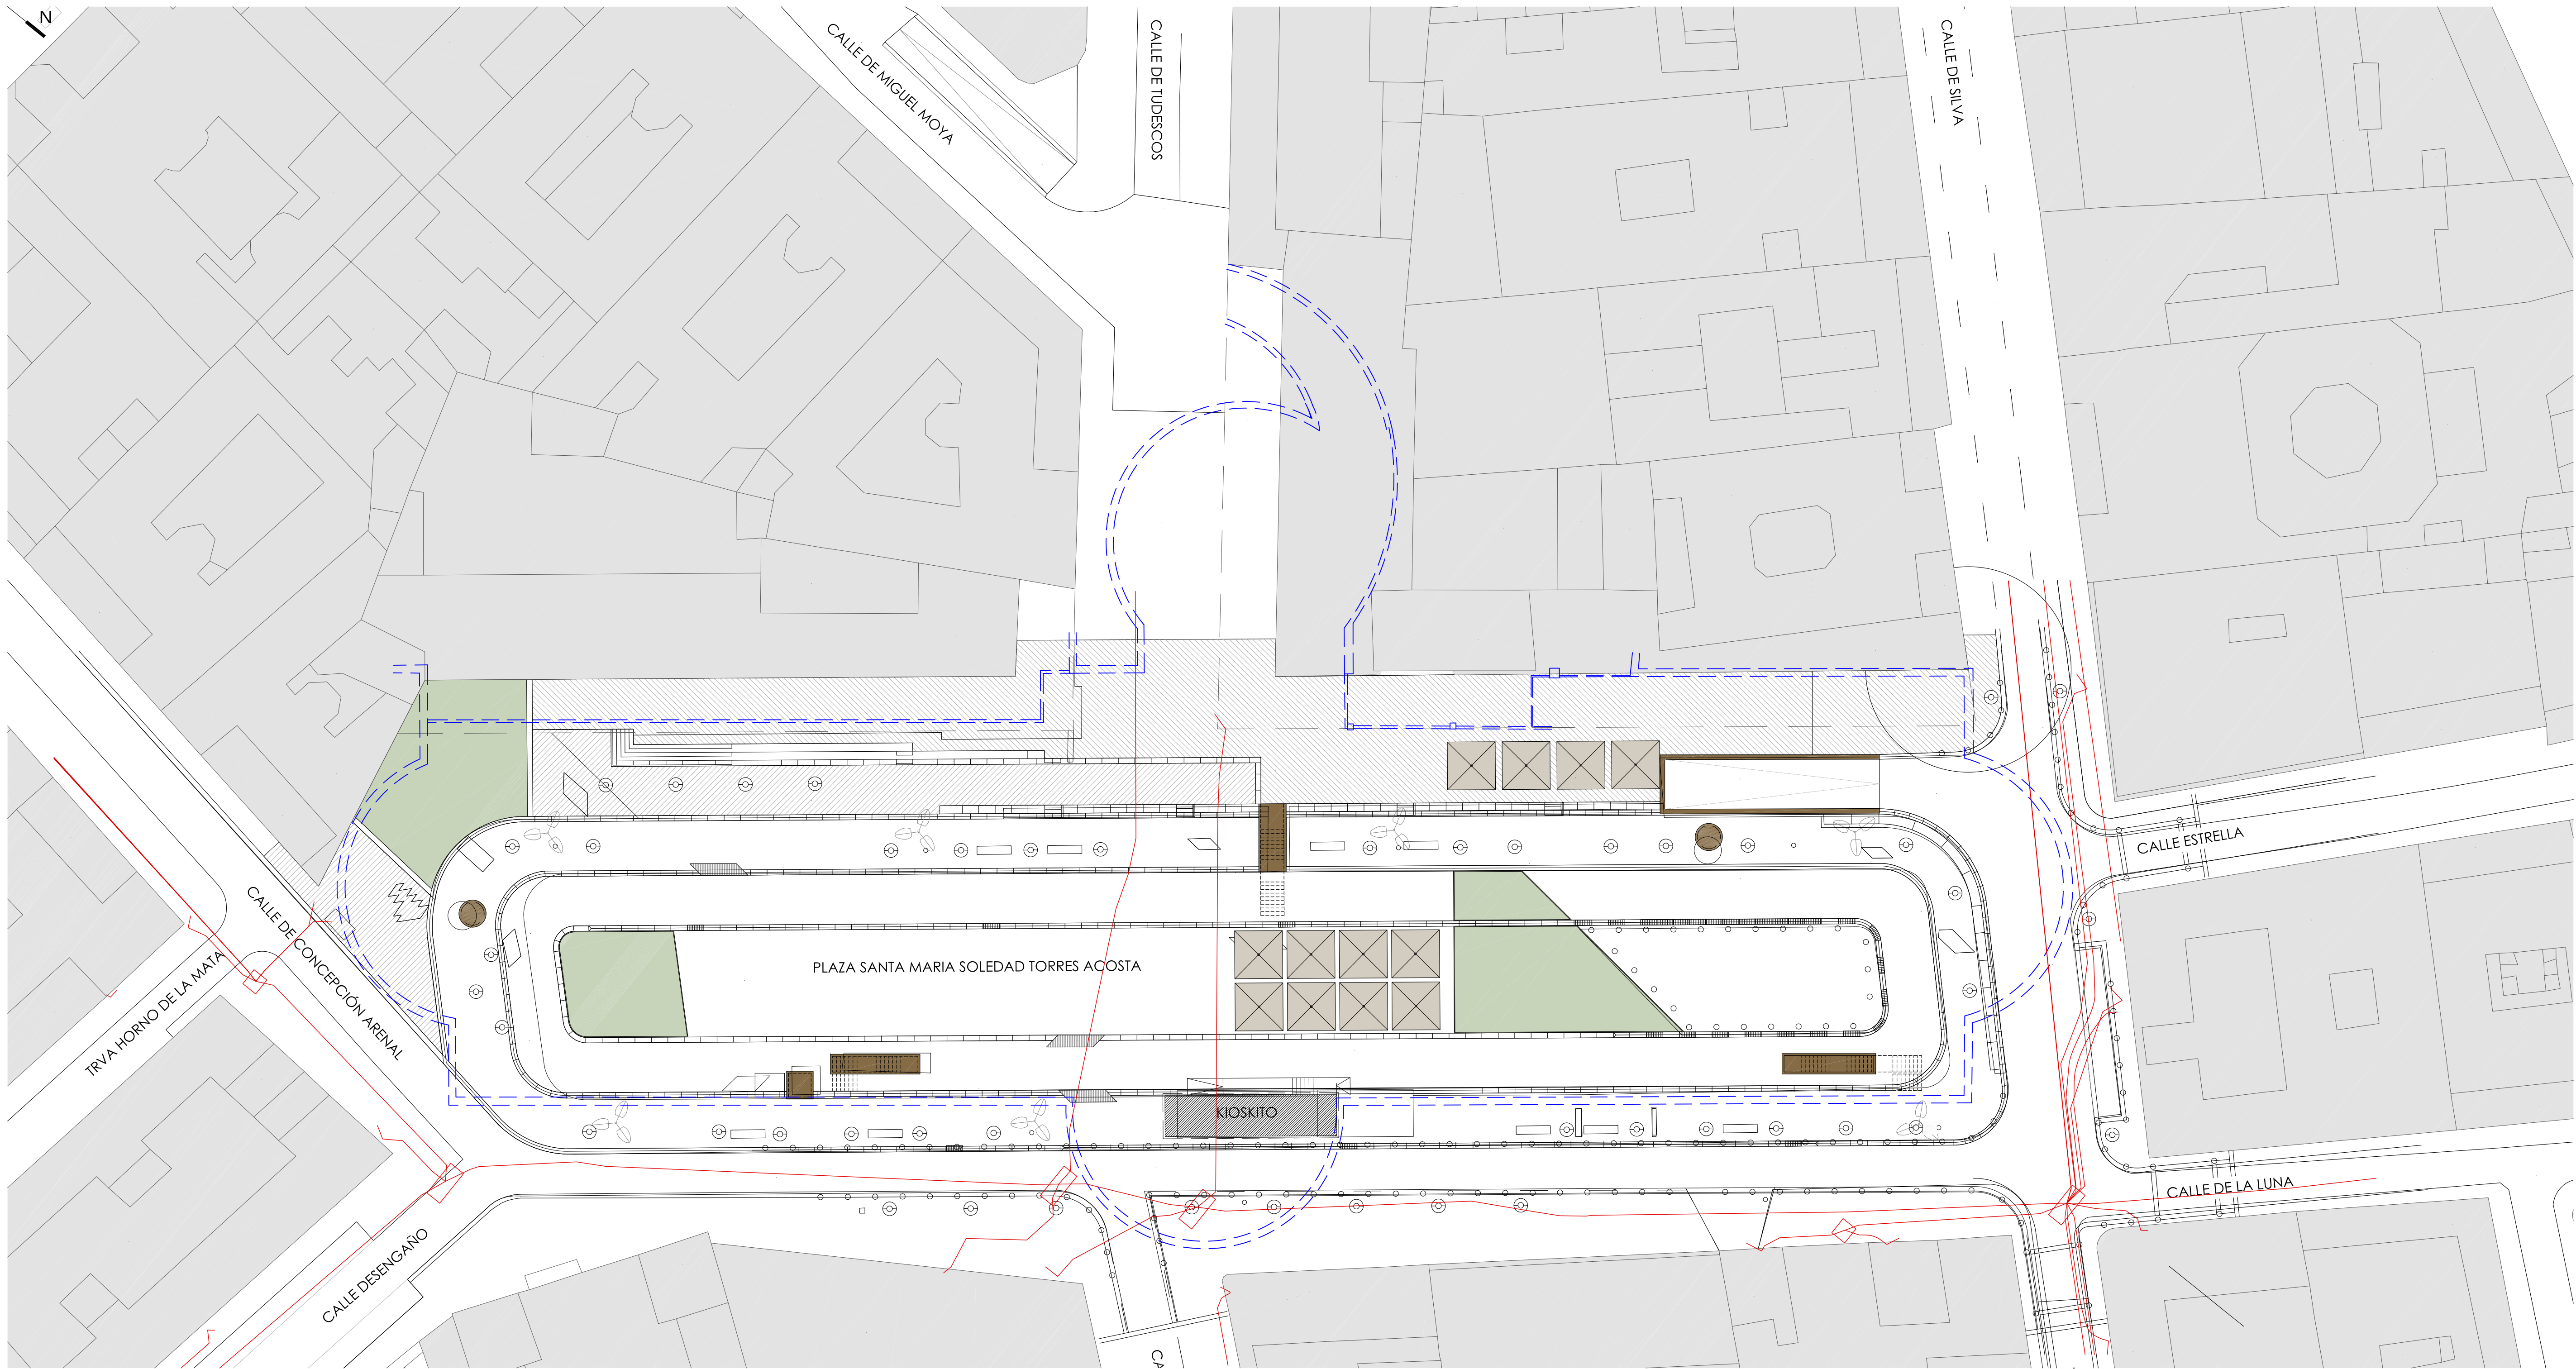 N
CALLE DE MIGUEL MOYA
CALLE DE TUDESCOS
CALLE DE SILVA
CALLE ESTRELLA
CALLE DE CONCEPCIÓN ARENAL
TRVA HORNO DE LA MATA
PLAZA SANTA MARIA SOLEDAD TORRES ACOSTA
KIOSKITO
CALLE DE LA LUNA
CALLE DESENGAÑO
CA